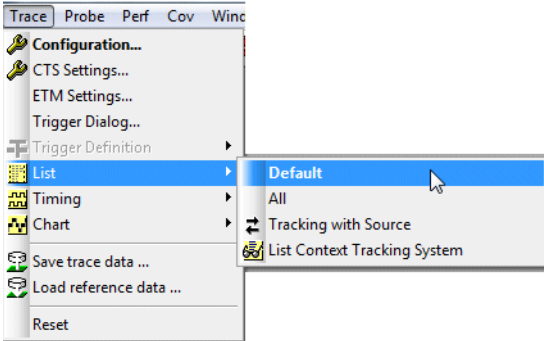 Trace Probe Perf Cov
Configuration...
CTS Settings...
ETM Settings...
Trigger Dialog...
Trigger Definition
List
Default
Timing
All
Chart
Tracking with Source
List Context Tracking System
Save trace data ...
Load reference data ...
Reset